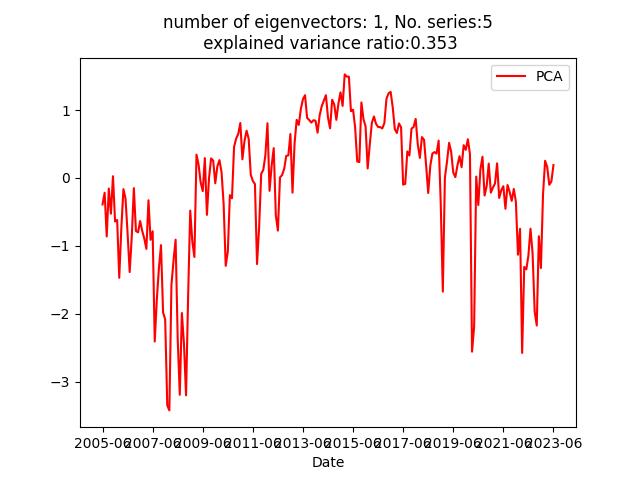 number of eigenvectors: 1, No. series:5
explained variance ratio:0.353
PCA
1
0
−1
−2
−3
2005-06 2007-06 2009-06 2011-06 2013-06 2015-06 2017-06 2019-06 2021-06 2023-06
Date